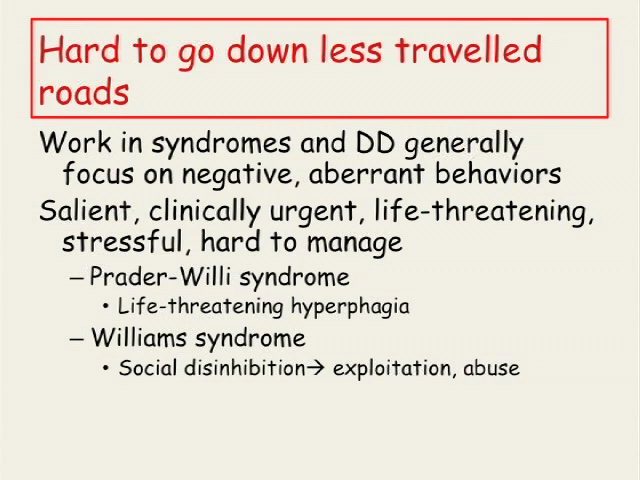 Hard to go down less travelled
roads
Work in syndromes and DD generally
focus on negative, aberrant behaviors
Salient, clinically urgent, life-threatening,
stressful, hard to manage
– Prader-Willi syndrome
• Life-threatening hyperphagia
– Williams syndrome
• Social disinhibition→ exploitation, abuse